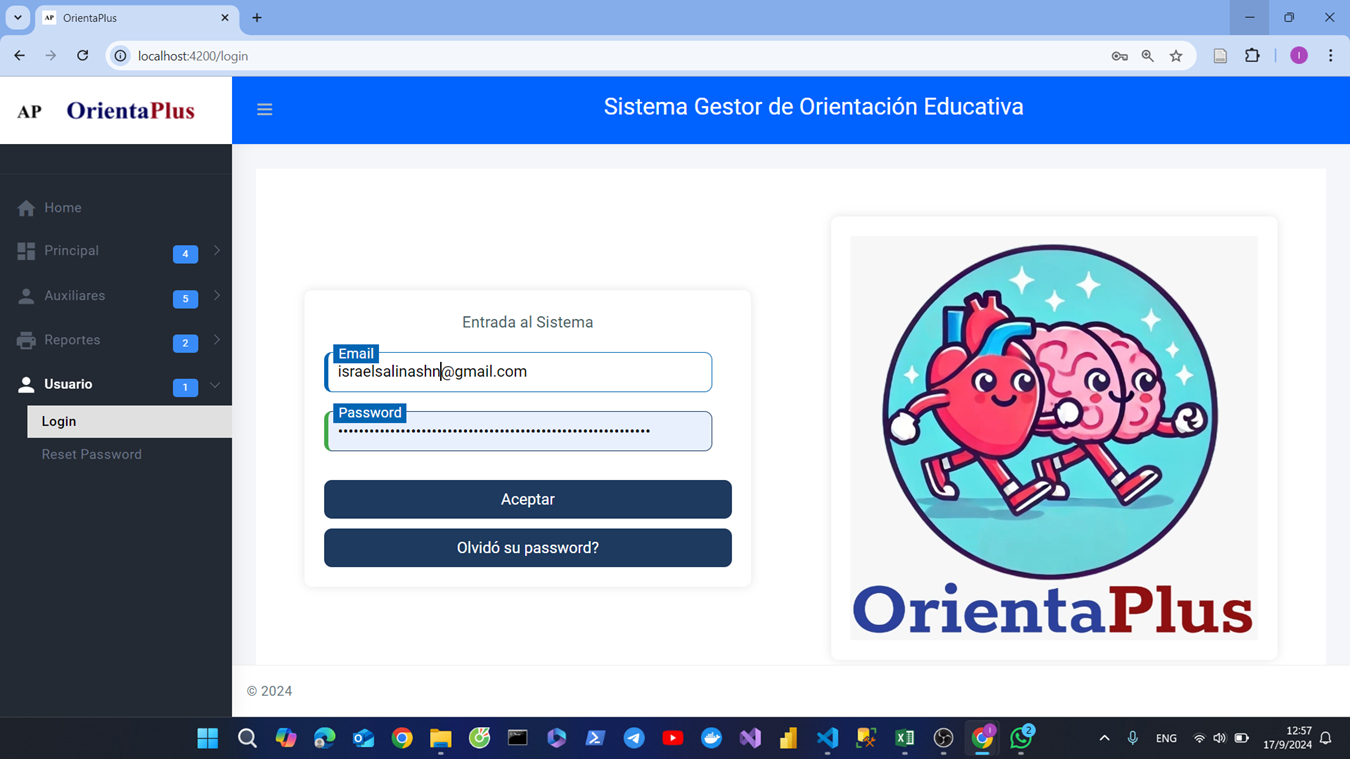 AP OrientaPlus
localhost:4200/login
I
AP OrientaPlus
Sistema Gestor de Orientación Educativa
Home
Principal 4
Auxiliares 5
Reportes 2
Usuario 1
Login
Reset Password
Entrada al Sistema
Email
israelsalinashn@gmail.com
Password
Aceptar
Olvidó su password?
OrientaPlus
© 2024
ENG
12:57
17/9/2024
I
2